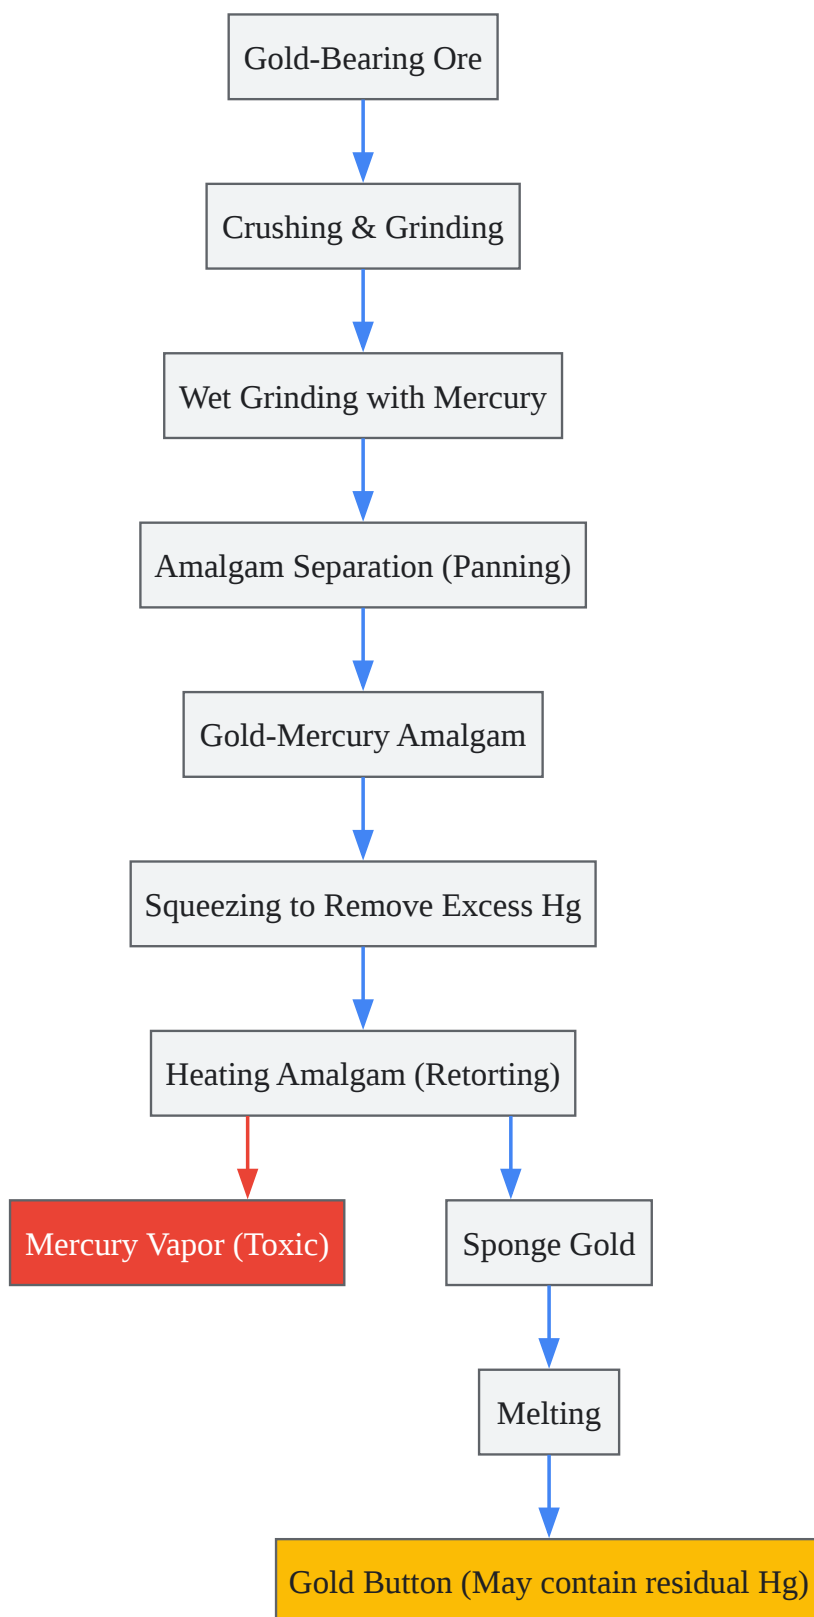 Gold-Bearing Ore
Crushing & Grinding
Wet Grinding with Mercury
Amalgam Separation (Panning)
Gold-Mercury Amalgam
Squeezing to Remove Excess Hg
Heating Amalgam (Retorting)
Mercury Vapor (Toxic)
Sponge Gold
Melting
Gold Button (May contain residual Hg)